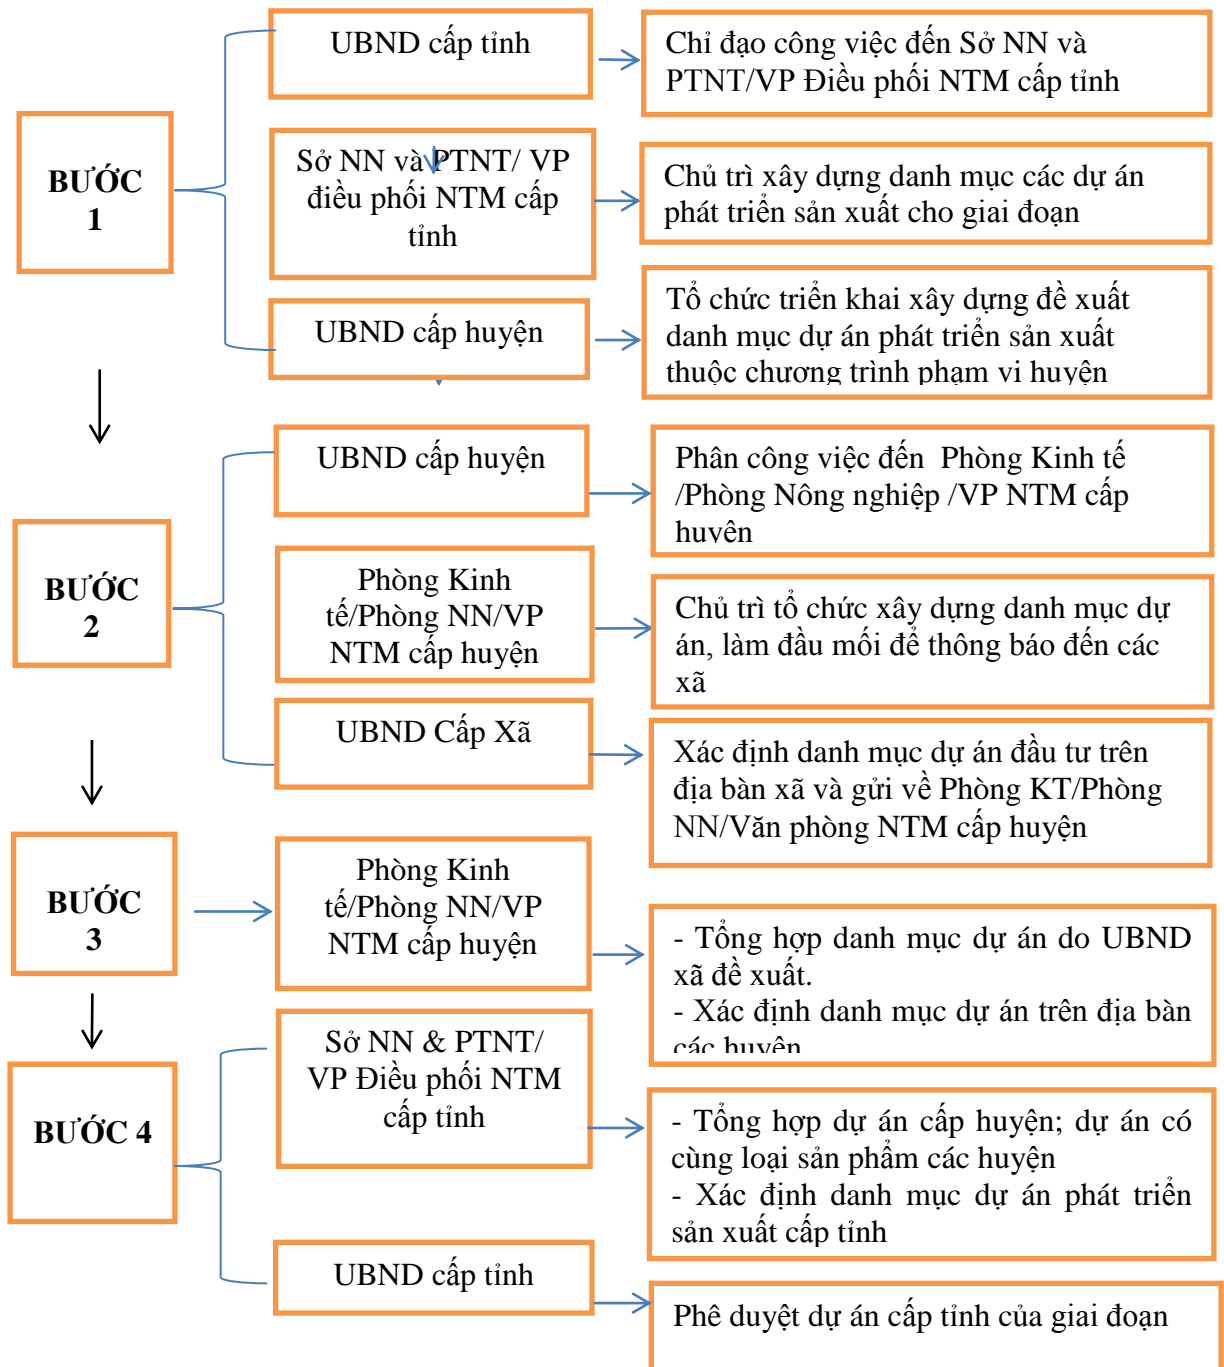 UBND cấp tỉnh
Chỉ đạo công việc đến Sở NN và
PTNT/VP Điều phối NTM cấp tỉnh
BƯỚC
1
Sở NN và PTNT/ VP
điều phối NTM cấp
tỉnh
Chủ trì xây dựng danh mục các dự án
phát triển sản xuất cho giai đoạn
UBND cấp huyện
Tổ chức triển khai xây dựng đề xuất
danh mục dự án phát triển sản xuất
thuộc chương trình phạm vi huyện
UBND cấp huyện
Phân công việc đến Phòng Kinh tế
/Phòng Nông nghiệp /VP NTM cấp
huyện
BƯỚC
2
Phòng Kinh
tế/Phòng NN/VP
NTM cấp huyện
Chủ trì tổ chức xây dựng danh mục dự
án, làm đầu mối để thông báo đến các
xã
UBND Cấp Xã
Xác định danh mục dự án đầu tư trên
địa bàn xã và gửi về Phòng KT/Phòng
NN/Văn phòng NTM cấp huyện
BƯỚC
3
Phòng Kinh
tế/Phòng NN/VP
NTM cấp huyện
- Tổng hợp danh mục dự án do UBND
xã đề xuất.
- Xác định danh mục dự án trên địa bàn
các huyện
BƯỚC 4
Sở NN & PTNT/
VP Điều phối NTM
cấp tỉnh
- Tổng hợp dự án cấp huyện; dự án có
cùng loại sản phẩm các huyện
- Xác định danh mục dự án phát triển
sản xuất cấp tỉnh
UBND cấp tỉnh
Phê duyệt dự án cấp tỉnh của giai đoạn